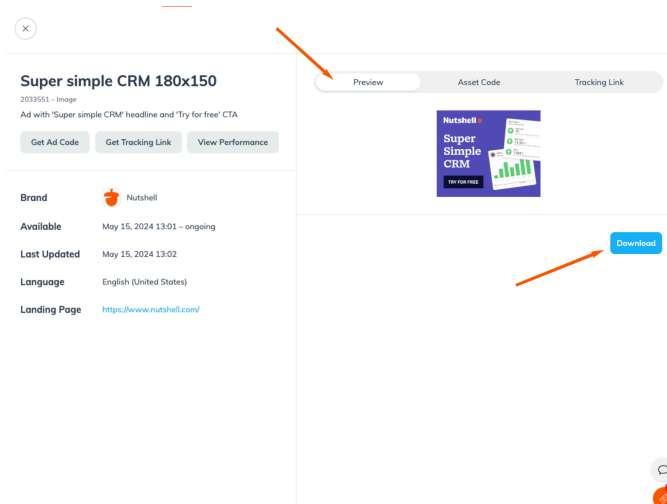 Super simple CRM 180x150
2033551 – Image
Ad with 'Super simple CRM' headline and 'Try for free' CTA
Get Ad Code
Get Tracking Link
View Performance
Brand
Nutshell
Available
May 15, 2024 13:01 – ongoing
Last Updated
May 15, 2024 13:02
Language
English (United States)
Landing Page
https://www.nutshell.com/
Preview
Asset Code
Tracking Link
Nutshell
Super
Simple
CRM
TRY FOR FREE
Download